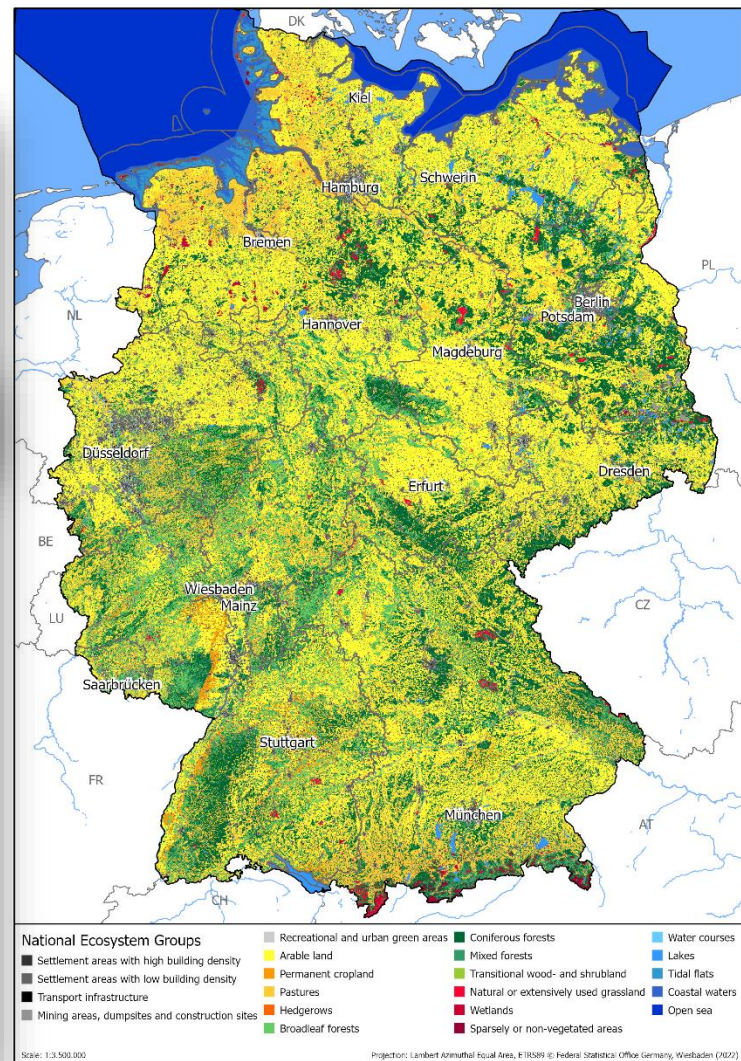 DK
Kiel
Hamburg
Schwerin
Bremen
PL
NL
Berlin
Potsdam
Hannover
Magdeburg
Düsseldorf
Dresden
Erfurt
BE
Wiesbaden
Mainz
LU
CZ
Saarbrücken
Stuttgart
FR
München
AT
CH
National Ecosystem Groups
Settlement areas with high building density
Settlement areas with low building density
Transport infrastructure
Mining areas, dumpsites and construction sites
Recreational and urban green areas
Arable land
Permanent cropland
Pastures
Hedgerows
Broadleaf forests
Coniferous forests
Mixed forests
Transitional wood- and shrubland
Natural or extensively used grassland
Wetlands
Sparsely or non-vegetated areas
Water courses
Lakes
Tidal flats
Coastal waters
Open sea
Scale: 1:3.500.000
Projection: Lambert Azimuthal Equal Area, ETRS89 © Federal Statistical Office Germany, Wiesbaden (2022)